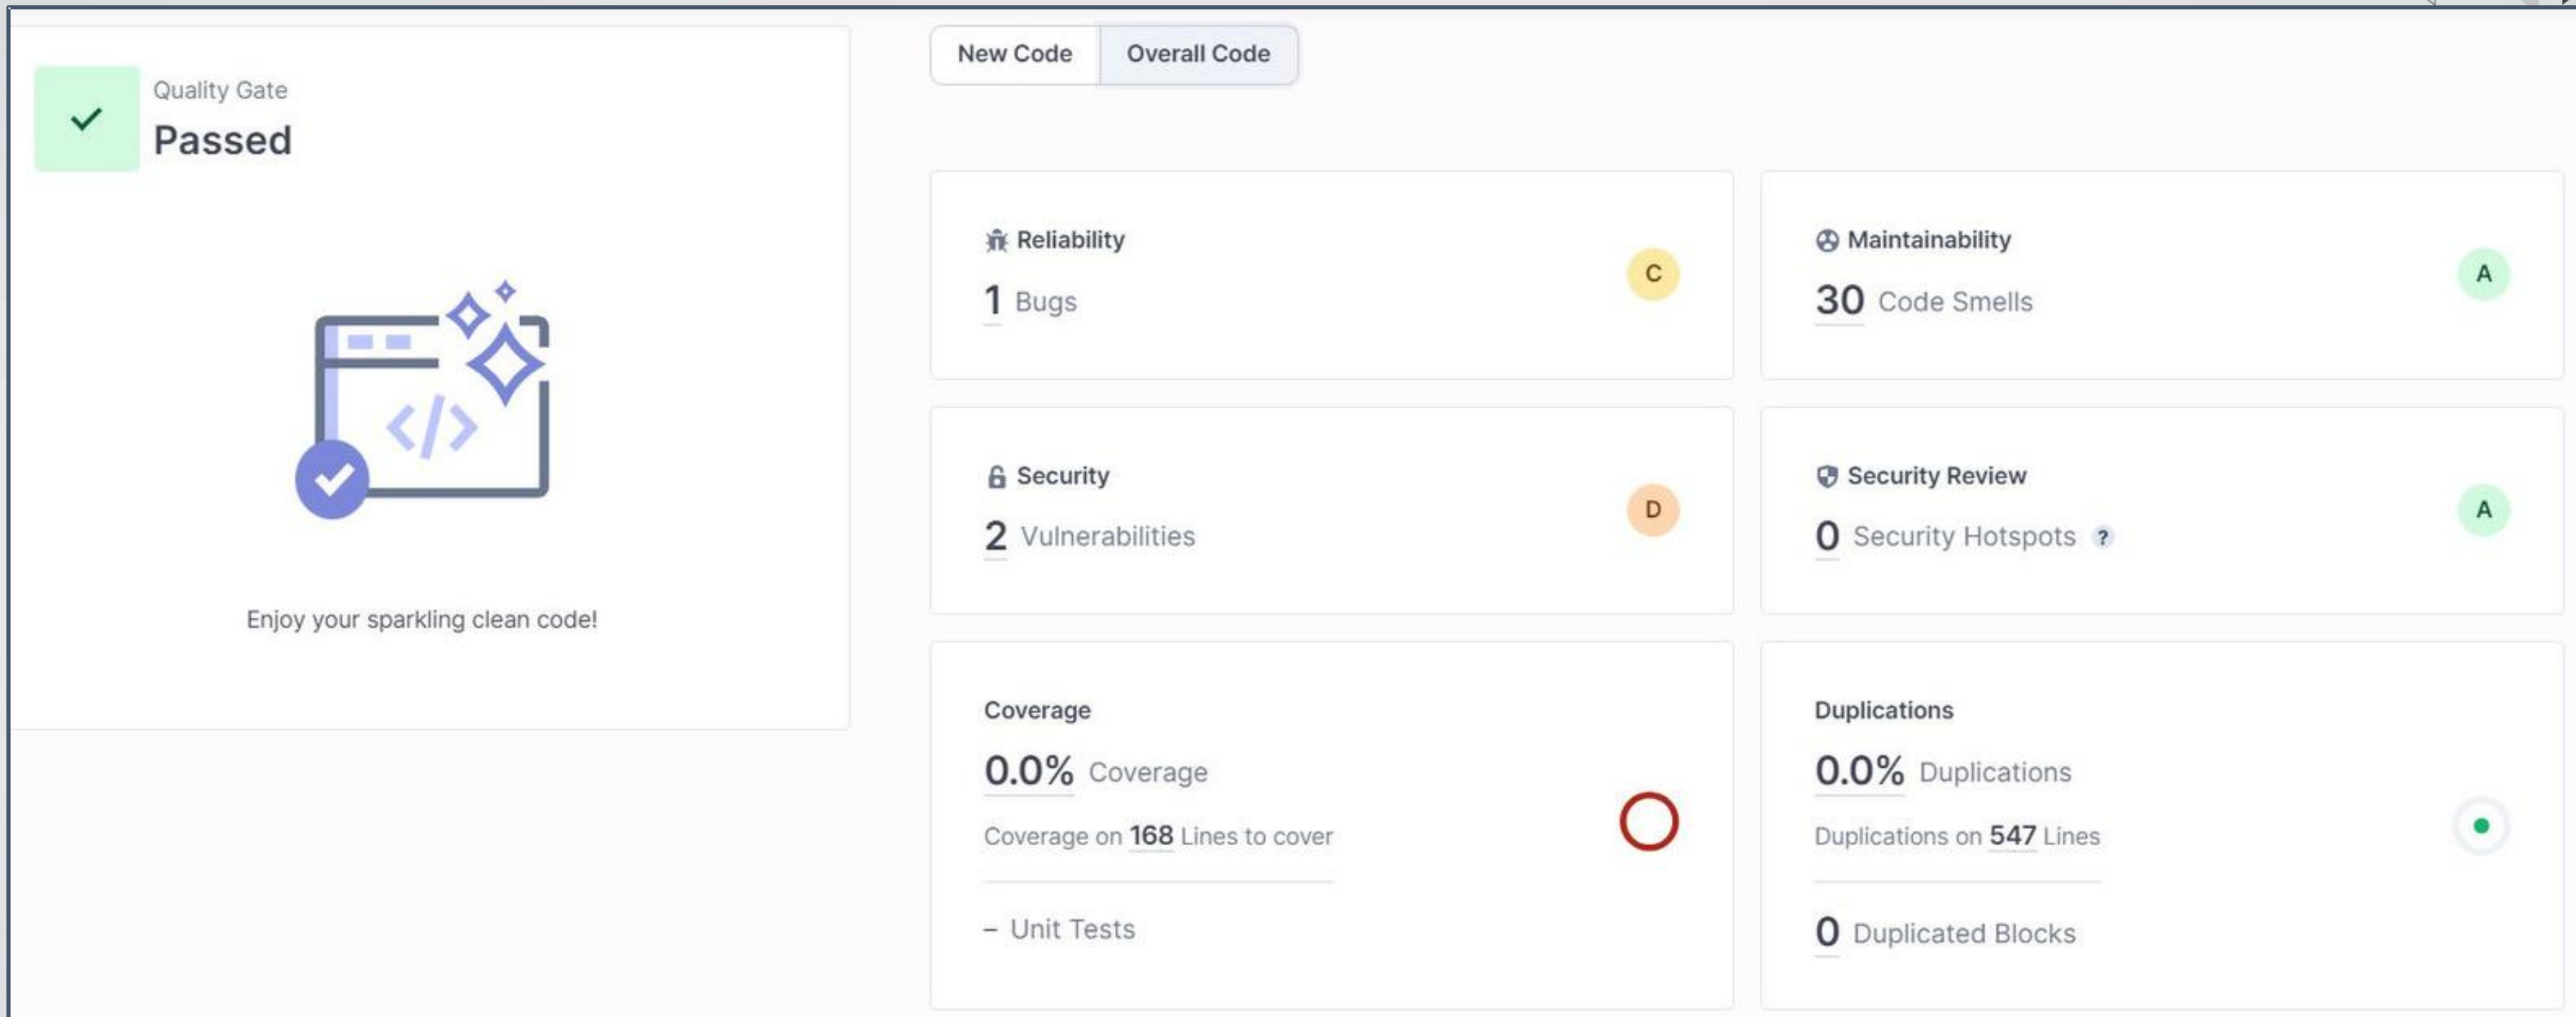 Quality Gate
Passed
Enjoy your sparkling clean code!
New Code
Overall Code
Reliability
1 Bugs
C
Maintainability
30 Code Smells
A
Security
2 Vulnerabilities
D
Security Review
0 Security Hotspots ?
A
Coverage
0.0% Coverage
Coverage on 168 Lines to cover
– Unit Tests
Duplications
0.0% Duplications
Duplications on 547 Lines
0 Duplicated Blocks